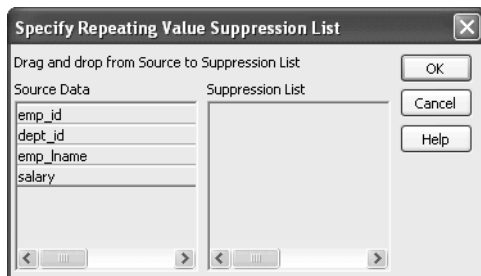 Specify Repeating Value Suppression List
Drag and drop from Source to Suppression List
Source Data
Suppression List
emp_id
dept_id
emp_lname
salary
OK
Cancel
Help